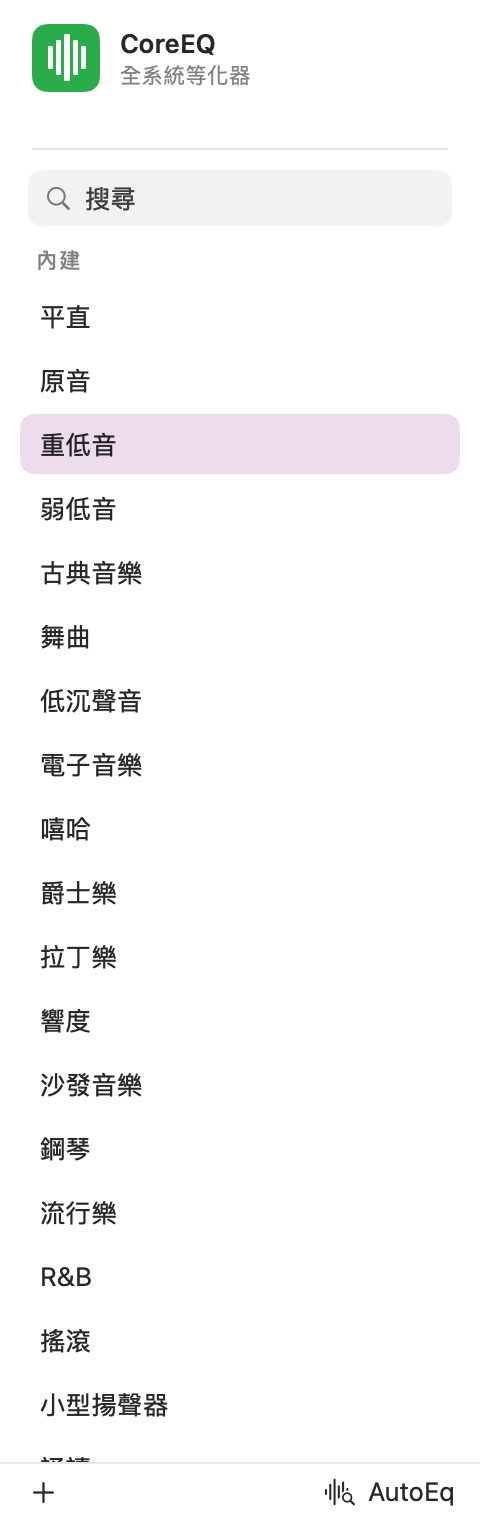 CoreEQ
全系統等化器
搜尋
內建
平直
原音
重低音
弱低音
古典音樂
舞曲
低沉聲音
電子音樂
嘻哈
爵士樂
拉丁樂
響度
沙發音樂
鋼琴
流行樂
R&B
搖滾
小型揚聲器
AutoEq